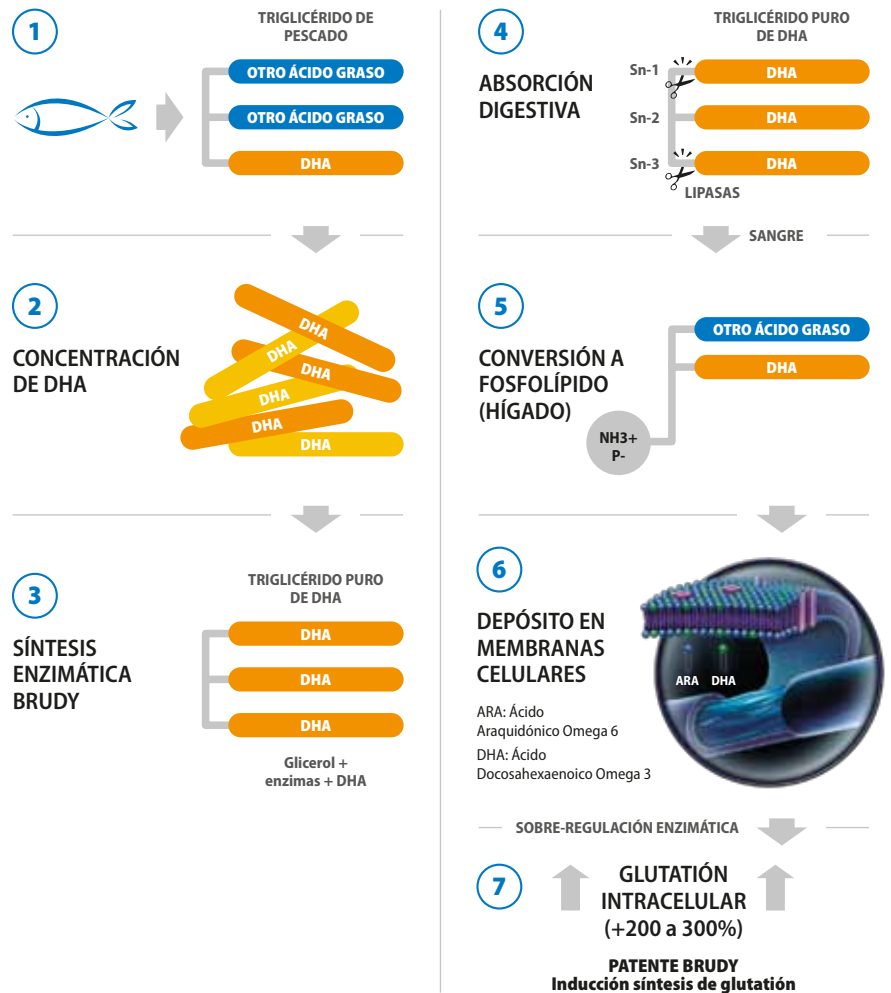 1
TRIGLICÉRIDO DE
PESCADO
OTRO ÁCIDO GRASO
OTRO ÁCIDO GRASO
DHA
2
CONCENTRACIÓN
DE DHA
DHA
DHA
DHA
DHA
DHA
DHA
3
SÍNTESIS
ENZIMÁTICA
BRUDY
TRIGLICÉRIDO PURO
DE DHA
DHA
DHA
DHA
Glicerol +
enzimas + DHA
4
ABSORCIÓN
DIGESTIVA
TRIGLICÉRIDO PURO
DE DHA
Sn-1
DHA
Sn-2
DHA
Sn-3
DHA
LIPASAS
SANGRE
5
CONVERSIÓN A
FOSFOLÍPIDO
(HÍGADO)
OTRO ÁCIDO GRASO
DHA
NH3+
P-
6
DEPÓSITO EN
MEMBRANAS
CELULARES
ARA: Ácido
Araquidónico Omega 6
DHA: Ácido
Docosahexaenoico Omega 3
ARA DHA
SOBRE-REGULACIÓN ENZIMÁTICA
7
GLUTATIÓN
INTRACELULAR
(+200 a 300%)
PATENTE BRUDY
Inducción síntesis de glutatión